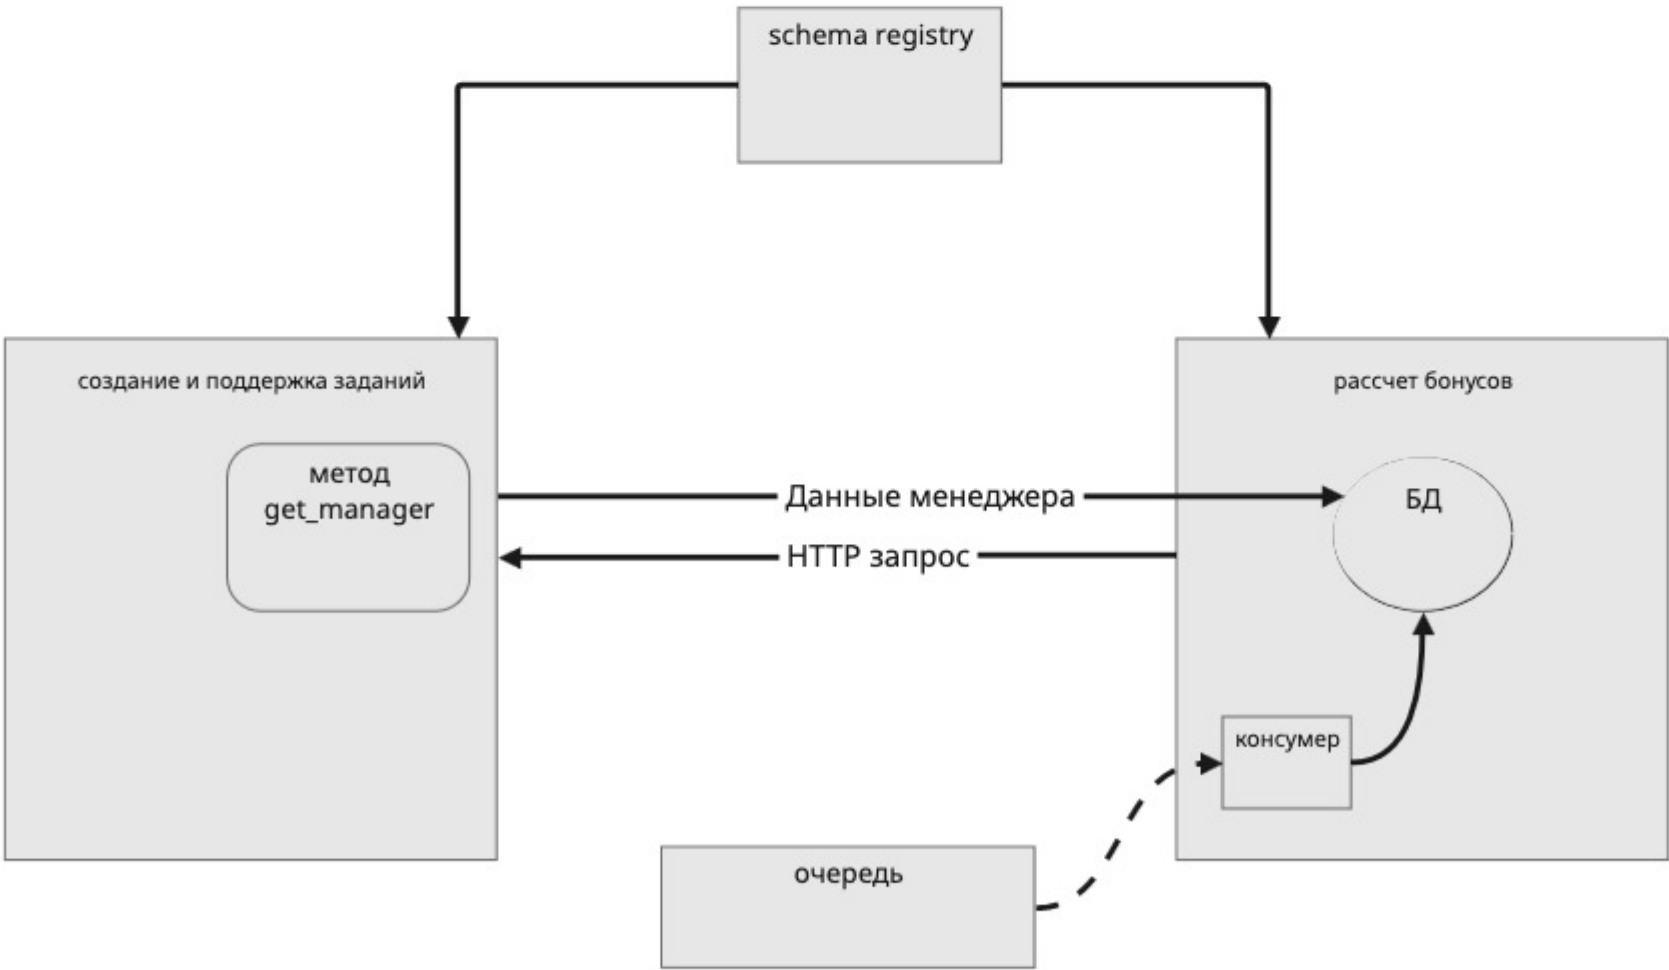 schema registry
создание и поддержка заданий
рассчет бонусов
метод
get_manager
Данные менеджера
БД
HTTP запрос
консумер
очередь